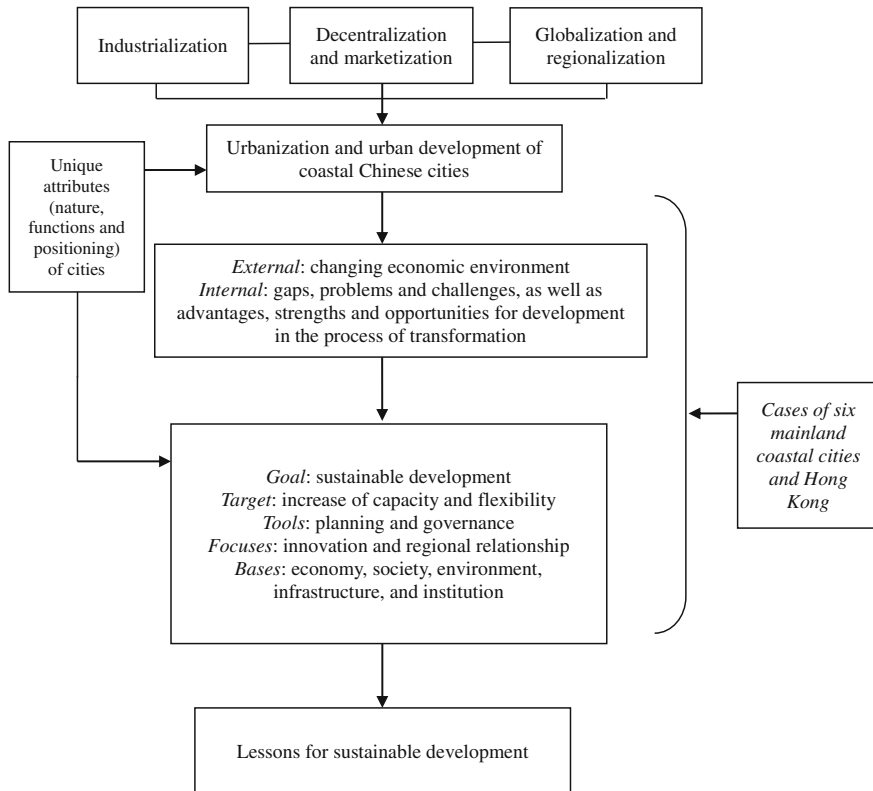 Industrialization
Decentralization
and marketization
Globalization and
regionalization
Urbanization and urban development of
coastal Chinese cities
Unique
attributes
(nature,
functions and
positioning)
of cities
External: changing economic environment
Internal: gaps, problems and challenges, as well as
advantages, strengths and opportunities for development
in the process of transformation
Cases of six
mainland
coastal cities
and Hong
Kong
Goal: sustainable development
Target: increase of capacity and flexibility
Tools: planning and governance
Focuses: innovation and regional relationship
Bases: economy, society, environment,
infrastructure, and institution
Lessons for sustainable development